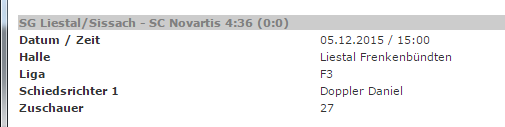 SG Liestal/Sissach - SC Novartis 4:36 (0:0)
Datum / Zeit 05.12.2015 / 15:00
Halle Liestal Frenkenbündten
Liga F3
Schiedsrichter 1 Doppler Daniel
Zuschauer 27